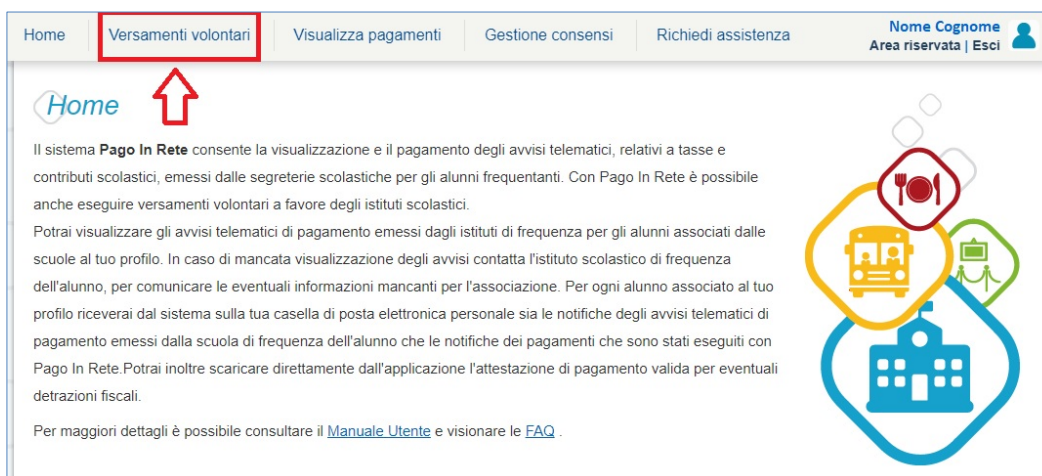 Home Versamenti volontari Visualizza pagamenti Gestione consensi Richiedi assistenza Nome Cognome
Area riservata | Esci
Home
Il sistema Pago In Rete consente la visualizzazione e il pagamento degli avvisi telematici, relativi a tasse e
contributi scolastici, emessi dalle segreterie scolastiche per gli alunni frequentanti. Con Pago In Rete è possibile
anche eseguire versamenti volontari a favore degli istituti scolastici.
Potrai visualizzare gli avvisi telematici di pagamento emessi dagli istituti di frequenza per gli alunni associati dalle
scuole al tuo profilo. In caso di mancata visualizzazione degli avvisi contatta l'istituto scolastico di frequenza
dell'alunno, per comunicare le eventuali informazioni mancanti per l'associazione. Per ogni alunno associato al tuo
profilo riceverai dal sistema sulla tua casella di posta elettronica personale sia le notifiche degli avvisi telematici di
pagamento emessi dalla scuola di frequenza dell'alunno che le notifiche dei pagamenti che sono stati eseguiti con
Pago In Rete.Potrai inoltre scaricare direttamente dall'applicazione l'attestazione di pagamento valida per eventuali
detrazioni fiscali.
Per maggiori dettagli è possibile consultare il Manuale Utente e visionare le FAQ .